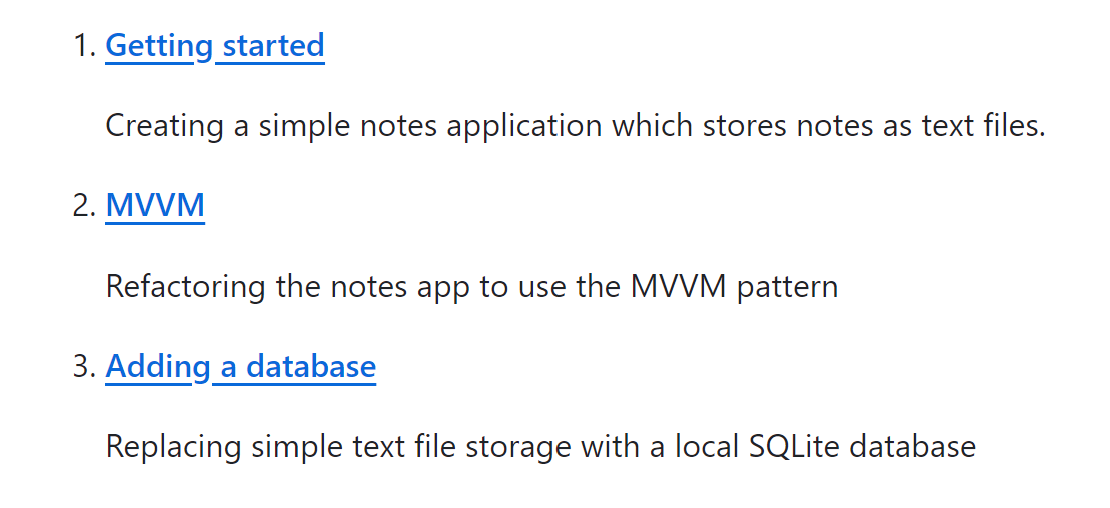 1. Getting started
Creating a simple notes application which stores notes as text files.
2. MVVM
Refactoring the notes app to use the MVVM pattern
3. Adding a database
Replacing simple text file storage with a local SQLite database